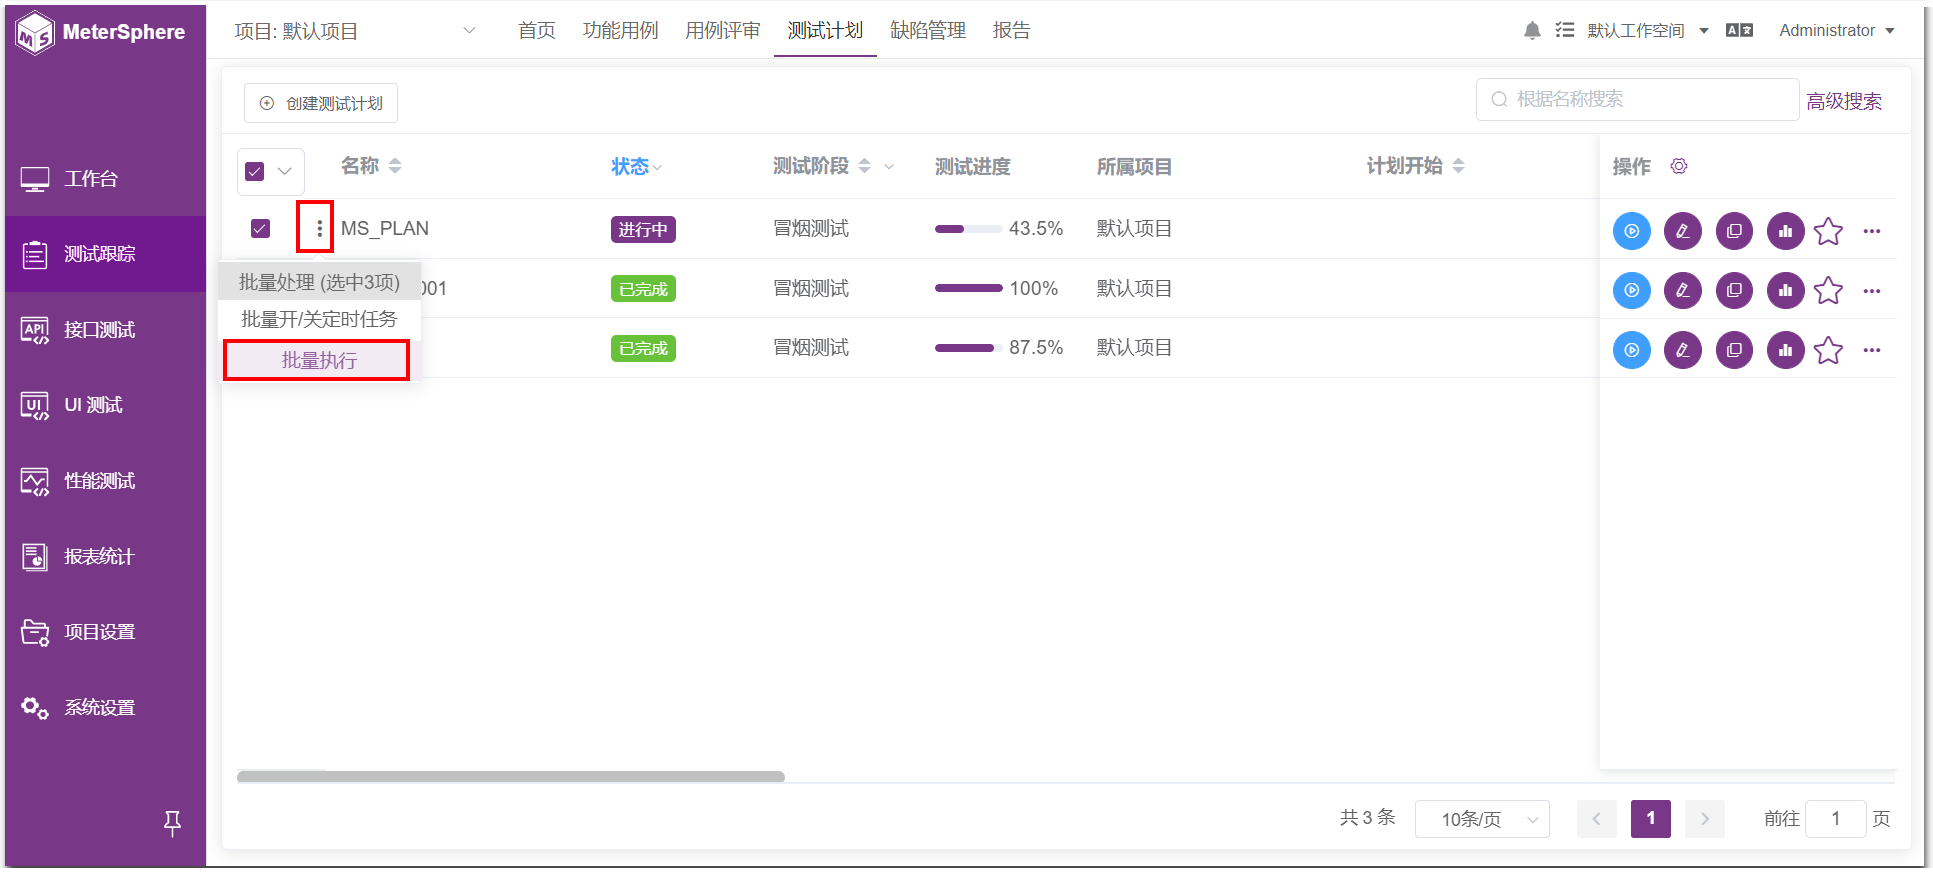 MeterSphere
项目: 默认项目
首页 功能用例 用例评审 测试计划 缺陷管理 报告
默认工作空间
Administrator
创建测试计划
根据名称搜索
高级搜索
工作台
测试跟踪
接口测试
UI 测试
性能测试
报表统计
项目设置
系统设置
名称 状态 测试阶段 测试进度 所属项目 计划开始 操作
MS_PLAN 进行中 冒烟测试 43.5% 默认项目
001 已完成 冒烟测试 100% 默认项目
已完成 冒烟测试 87.5% 默认项目
批量处理 (选中3项)
批量开/关定时任务
批量执行
共 3 条 10条/页 1 前往 1 页